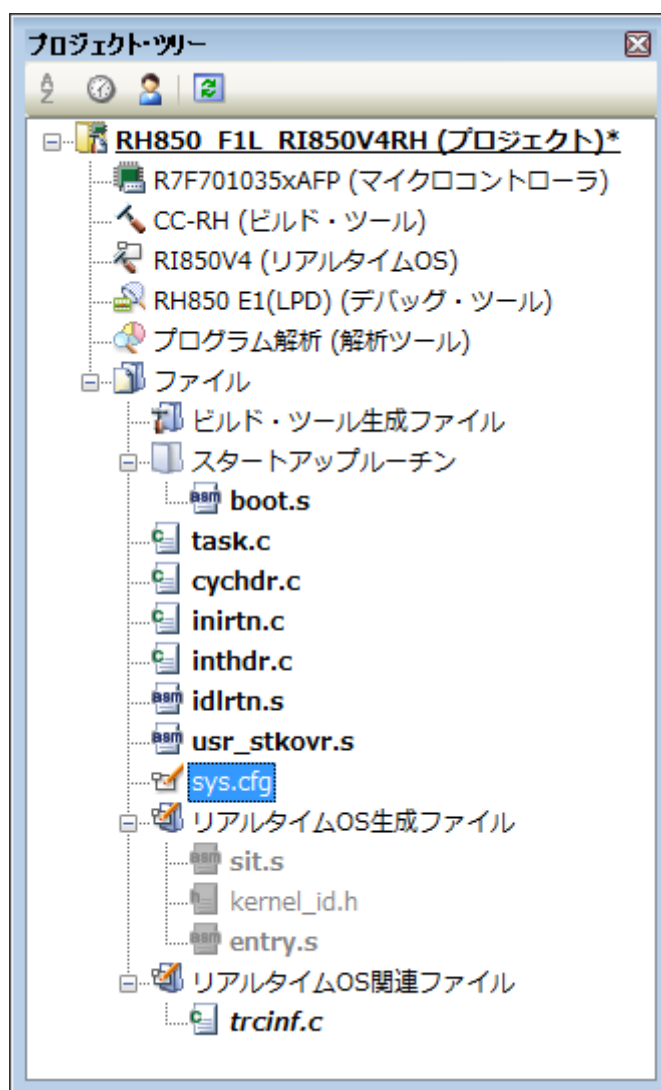 プロジェクト・ツリー
RH850_F1L_RI850V4RH (プロジェクト)*
R7F701035xAFP (マイクロコントローラ)
CC-RH (ビルド・ツール)
RI850V4 (リアルタイムOS)
RH850 E1(LPD) (デバッグ・ツール)
プログラム解析 (解析ツール)
ファイル
ビルド・ツール生成ファイル
スタートアップルーチン
boot.s
task.c
cychdr.c
inirtn.c
inthdr.c
idlrtn.s
usr_stkovr.s
sys.cfg
リアルタイムOS生成ファイル
sit.s
kernel_id.h
entry.s
リアルタイムOS関連ファイル
trcinf.c